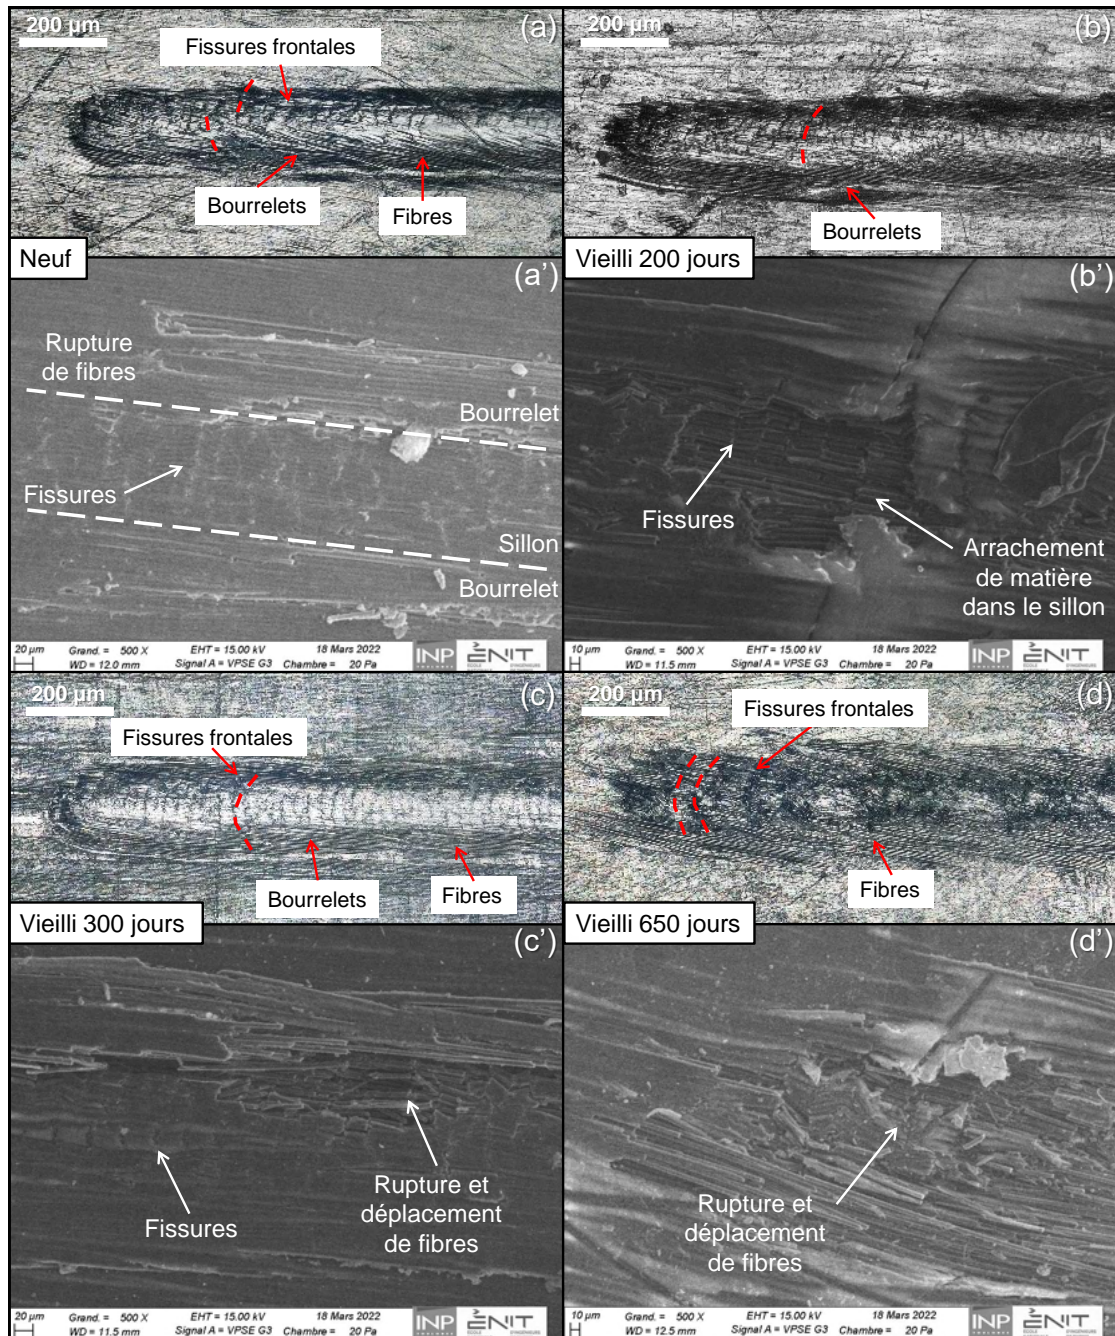 200 µm
(a)
Fissures frontales
Bourrelets
Fibres
Neuf
200 µm
(b)
Bourrelets
Vieilli 200 jours
(a')
Rupture
de fibres
Bourrelet
Fissures
Sillon
Bourrelet
20 µm
Grand. = 500 X
EHT = 15.00 kV
18 Mars 2022
WD = 12.0 mm
Signal A = VPSE G3
Chambre = 20 Pa
INP
ÈNIT
(b')
Fissures
Arrachement
de matière
dans le sillon
10 µm
Grand. = 500 X
EHT = 15.00 kV
18 Mars 2022
WD = 11.5 mm
Signal A = VPSE G3
Chambre = 20 Pa
INP
ÈNIT
200 µm
(c)
Fissures frontales
Bourrelets
Fibres
Vieilli 300 jours
200 µm
(d)
Fissures frontales
Fibres
Vieilli 650 jours
(c')
Fissures
Rupture et
déplacement
de fibres
20 µm
Grand. = 500 X
EHT = 15.00 kV
18 Mars 2022
WD = 11.5 mm
Signal A = VPSE G3
Chambre = 20 Pa
INP
ÈNIT
(d')
Rupture et
déplacement
de fibres
10 µm
Grand. = 500 X
EHT = 15.00 kV
18 Mars 2022
WD = 12.5 mm
Signal A = VPSE G3
Chambre = 20 Pa
INP
ÈNIT